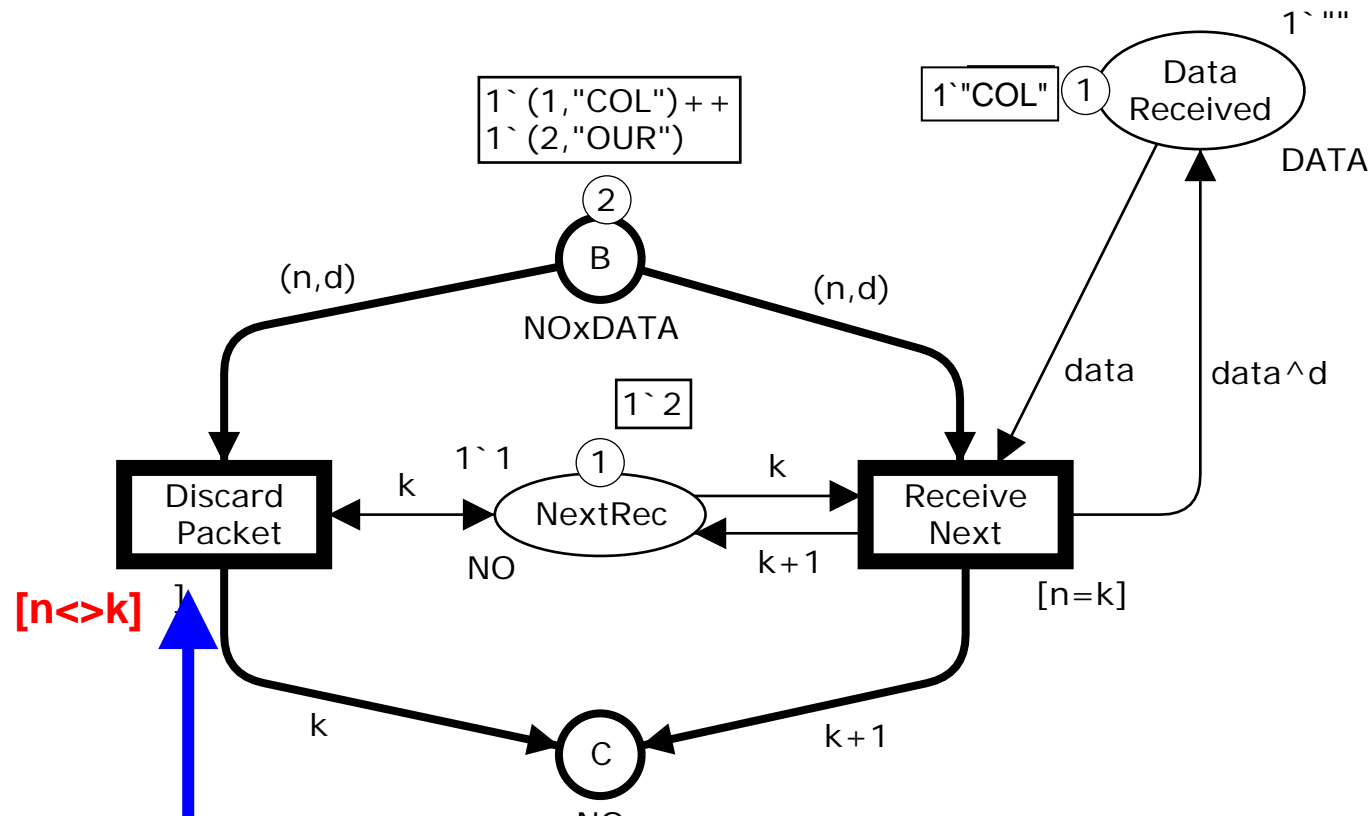 1`""
Data
Received
1`"COL"
1
DATA
1`(1,"COL")++
1`(2,"OUR")
2
B
NOxDATA
(n,d)
(n,d)
data
data^d
1`2
1`1
1
NextRec
NO
k
k
k+1
Discard
Packet
Receive
Next
[n<>k]
]
[n=k]
k
k+1
C
NO